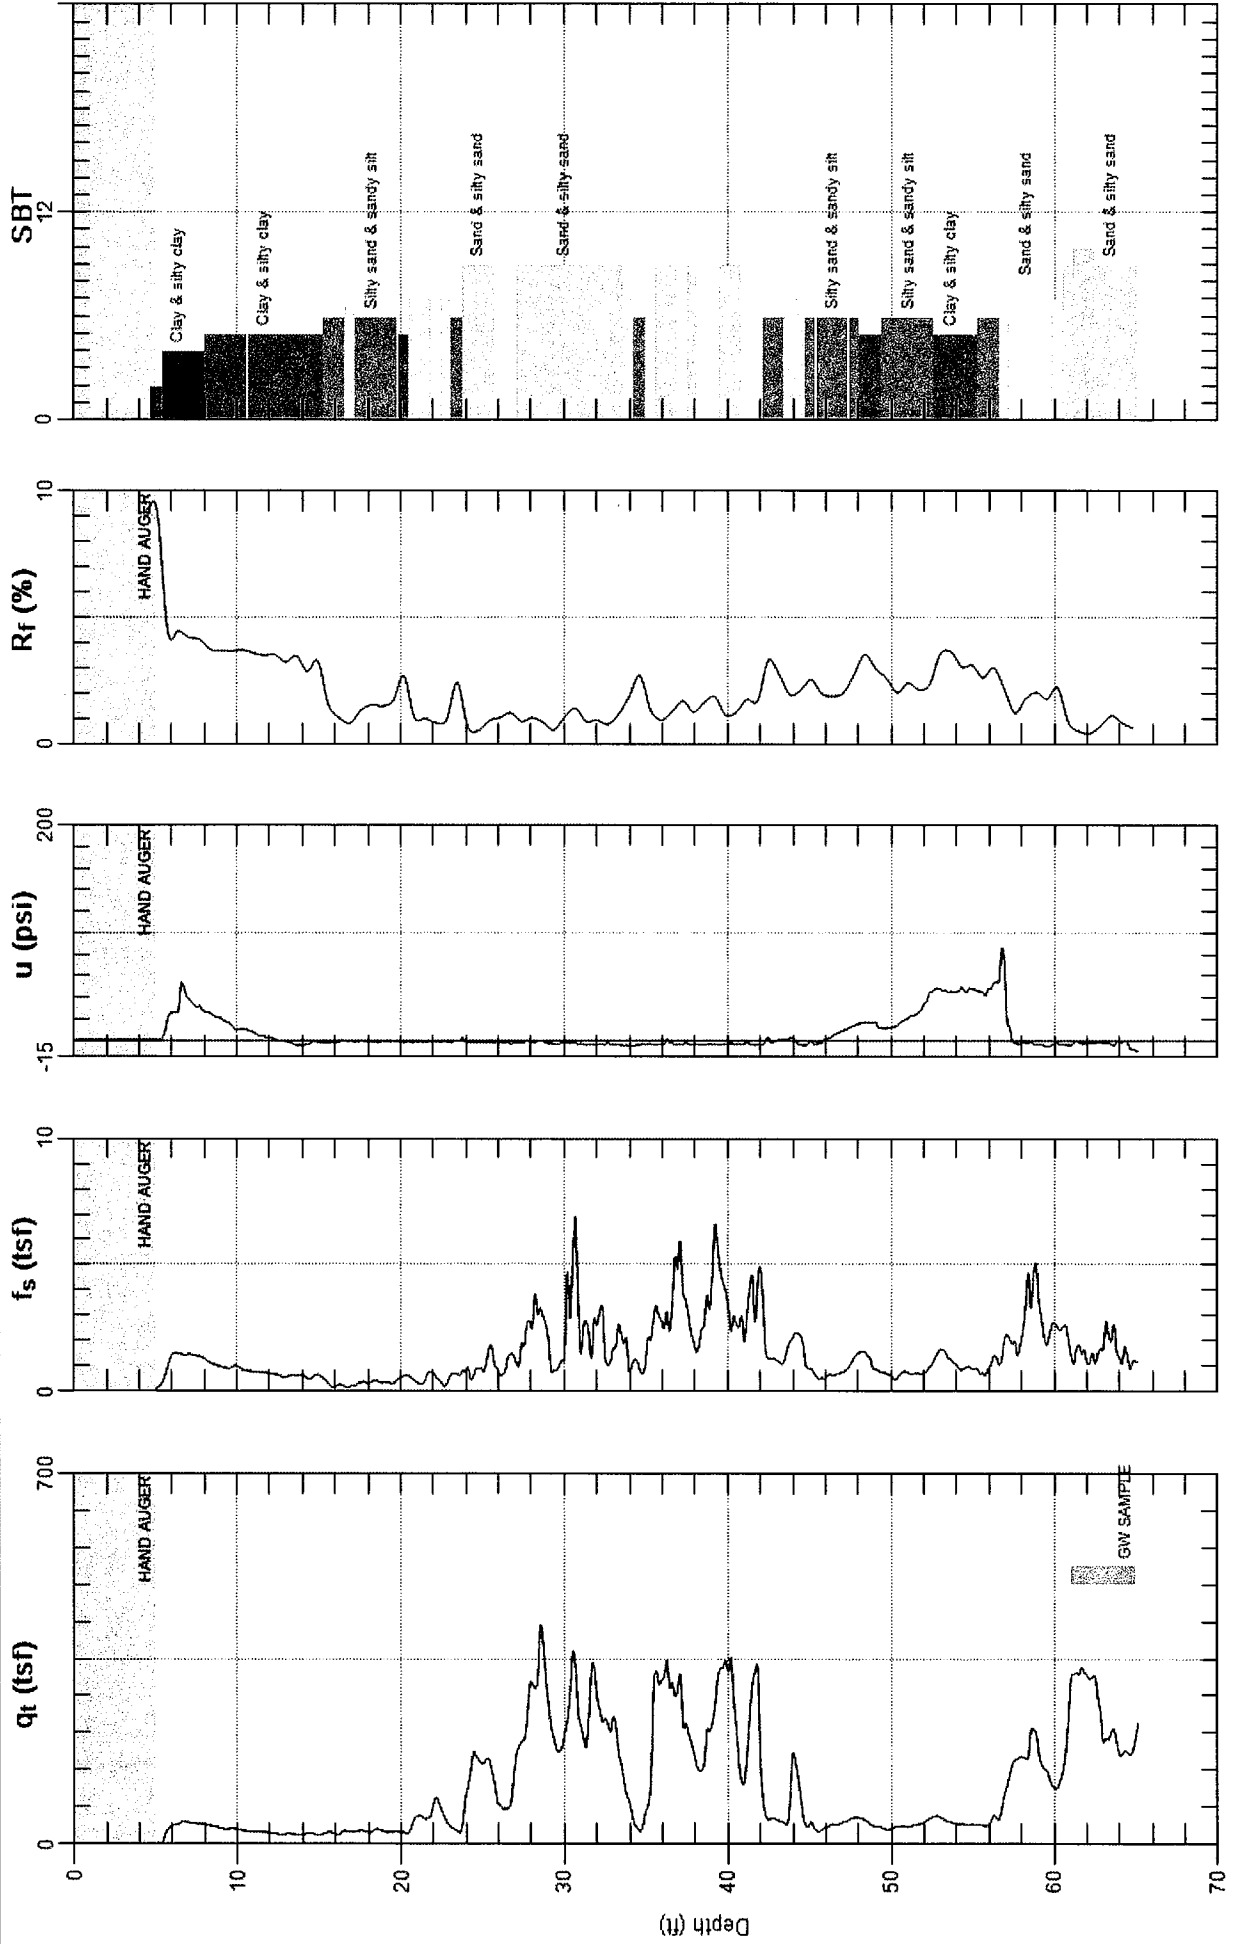 SBT
0
12
Clay & silty clay
Clay & silty clay
Silty sand & sandy silt
Sand & silty sand
Sand & silty sand
Silty sand & sandy silt
Silty sand & sandy silt
Clay & silty clay
Sand & silty sand
Sand & silty sand
Rf (%)
0
10
HAND AUGER
u (psi)
-15
200
HAND AUGER
fs (tsf)
0
10
HAND AUGER
qt (tsf)
0
700
HAND AUGER
GW SAMPLE
0
10
20
30
40
50
60
70
Depth (ft)